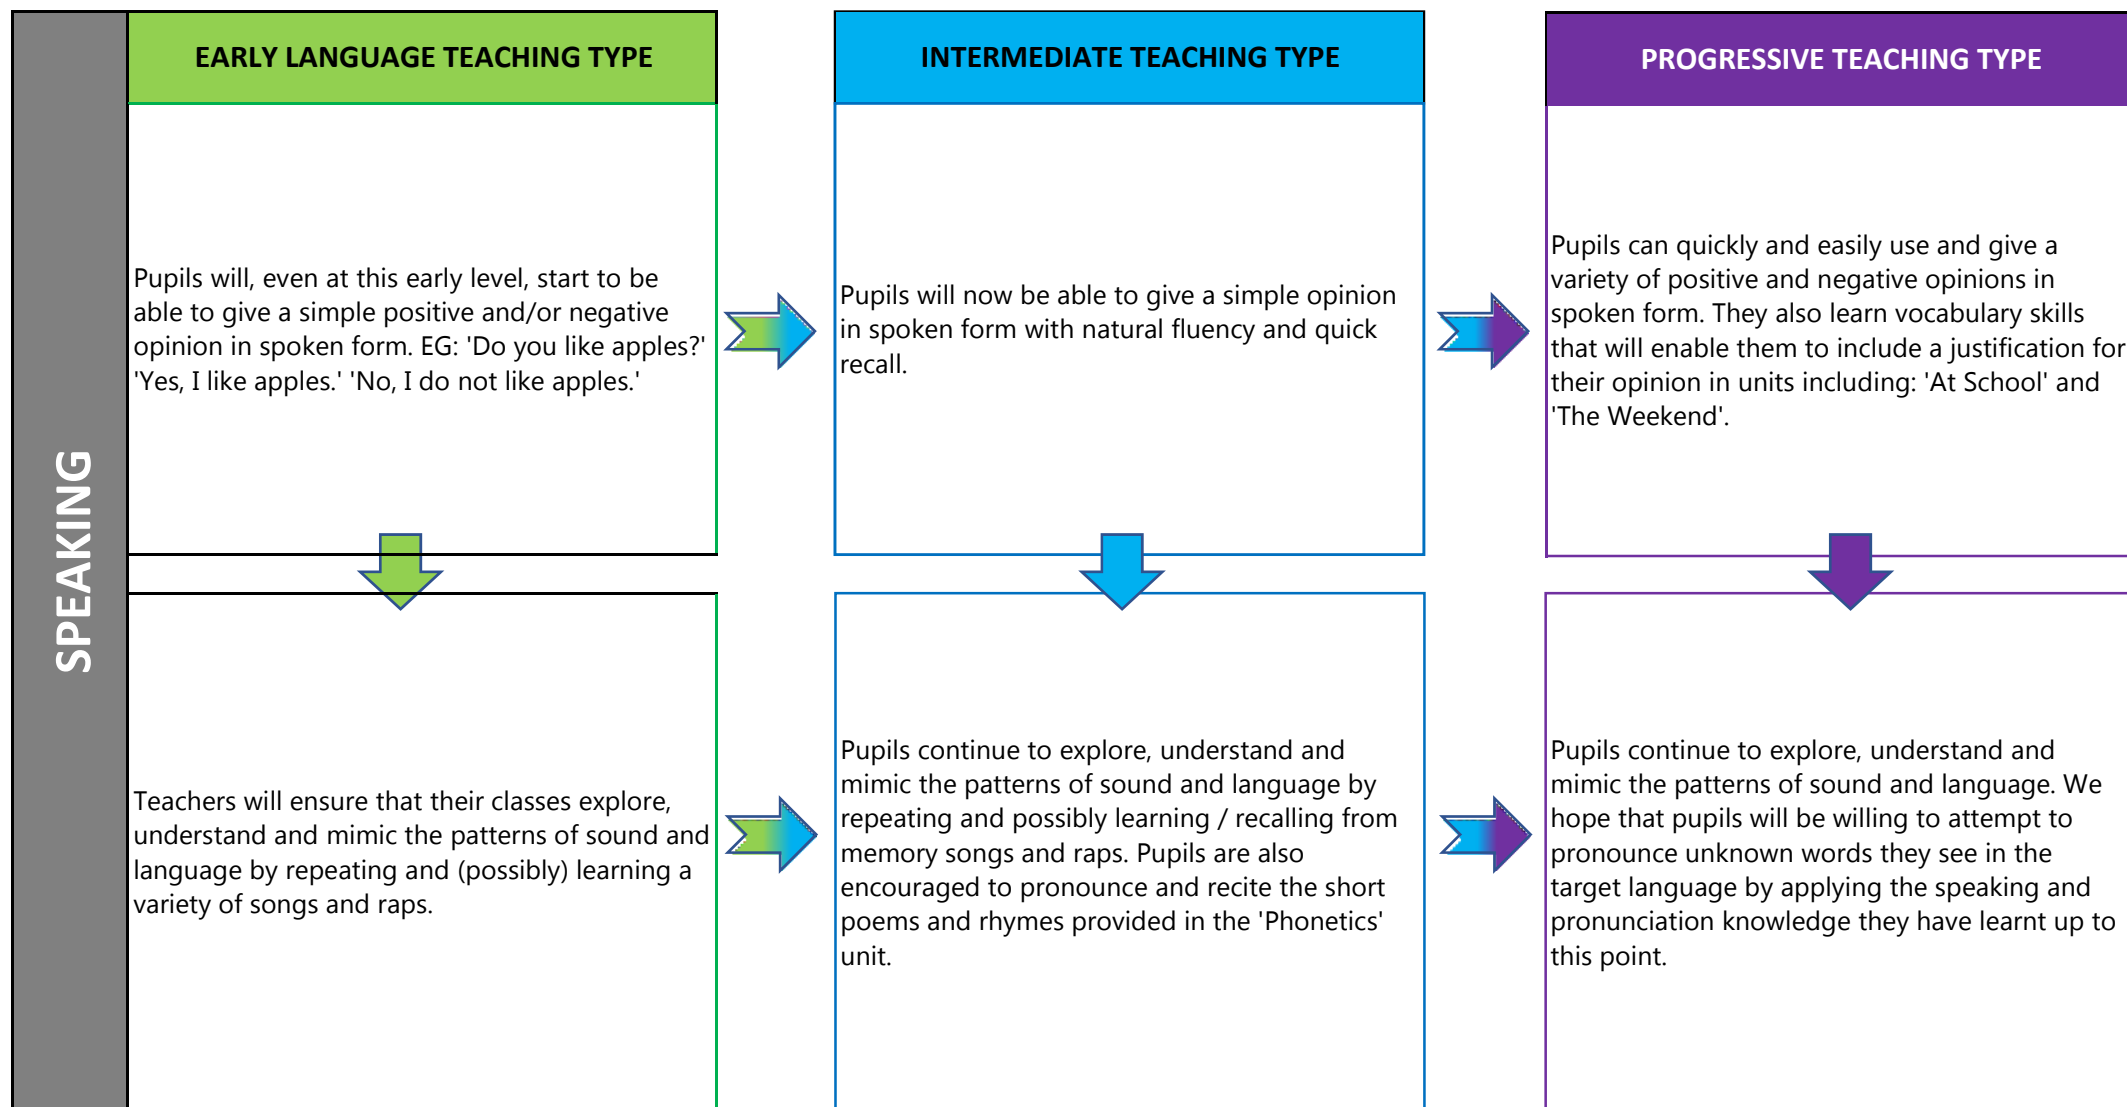 SPEAKING
EARLY LANGUAGE TEACHING TYPE
INTERMEDIATE TEACHING TYPE
PROGRESSIVE TEACHING TYPE
Pupils will, even at this early level, start to be
able to give a simple positive and/or negative
opinion in spoken form. EG: 'Do you like apples?'
'Yes, I like apples.' 'No, I do not like apples.'
Pupils will now be able to give a simple opinion
in spoken form with natural fluency and quick
recall.
Pupils can quickly and easily use and give a
variety of positive and negative opinions in
spoken form. They also learn vocabulary skills
that will enable them to include a justification for
their opinion in units including: 'At School' and
'The Weekend'.
Teachers will ensure that their classes explore,
understand and mimic the patterns of sound and
language by repeating and (possibly) learning a
variety of songs and raps.
Pupils continue to explore, understand and
mimic the patterns of sound and language by
repeating and possibly learning / recalling from
memory songs and raps. Pupils are also
encouraged to pronounce and recite the short
poems and rhymes provided in the 'Phonetics'
unit.
Pupils continue to explore, understand and
mimic the patterns of sound and language. We
hope that pupils will be willing to attempt to
pronounce unknown words they see in the
target language by applying the speaking and
pronunciation knowledge they have learnt up to
this point.